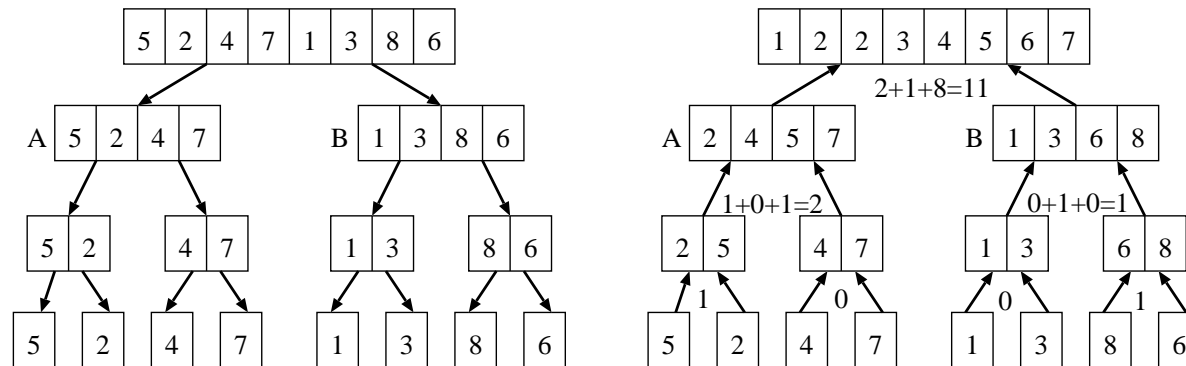 5 2 4 7 1 3 8 6
1 2 2 3 4 5 6 7
2+1+8=11
A 5 2 4 7
B 1 3 8 6
A 2 4 5 7
B 1 3 6 8
1+0+1=2
0+1+0=1
5 2
4 7
1 3
8 6
2 5
4 7
1 3
6 8
1
0
0
1
5 2 4 7 1 3 8 6
5 2 4 7 1 3 8 6